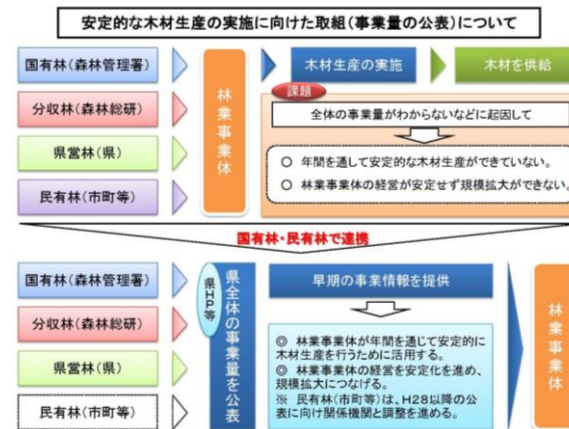 安定的な木材生産の実施に向けた取組(事業量の公表)について
国有林(森林管理署)
分収林(森林総研)
県営林(県)
民有林(市町等)
林業事業体
木材生産の実施
木材を供給
課題
全体の事業量がわからないなどに起因して
○ 年間を通して安定的な木材生産ができていない。
○ 林業事業体の経営が安定せず規模拡大ができない。
国有林・民有林で連携
国有林(森林管理署)
分収林(森林総研)
県営林(県)
民有林(市町等)
県HP等
県全体の事業量を公表
早期の事業情報を提供
◎ 林業事業体が年間を通じて安定的に
木材生産を行うために活用する。
◎ 林業事業体の経営を安定化を進め、
規模拡大につなげる。
※ 民有林(市町等)は、H28以降の公
表に向け関係機関と調整を進める。
林業事業体